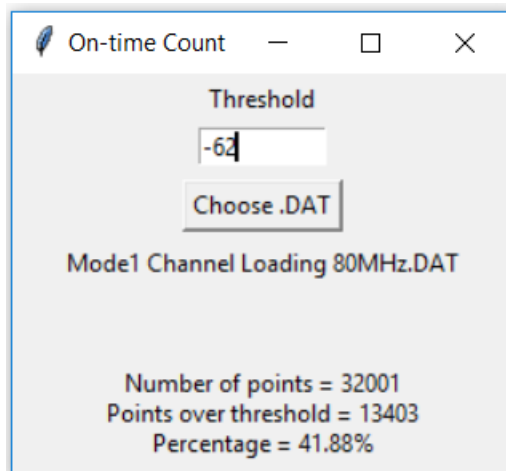 On-time Count
Threshold
-62
Choose .DAT
Mode1 Channel Loading 80MHz.DAT
Number of points = 32001
Points over threshold = 13403
Percentage = 41.88%